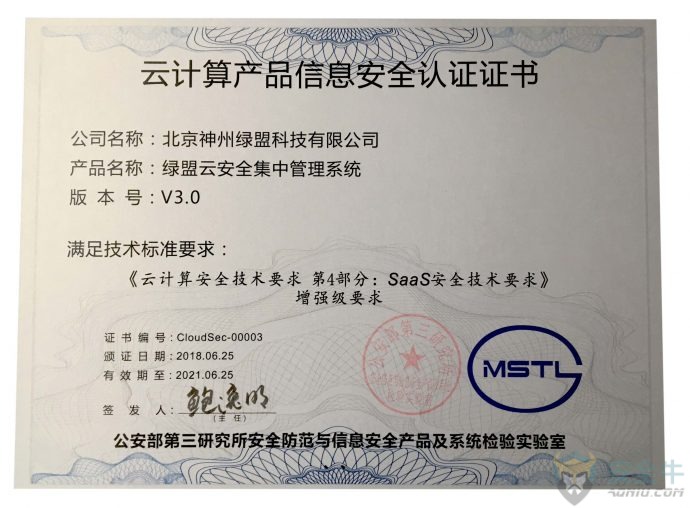 云计算产品信息安全认证证书
公司名称：北京神州绿盟科技有限公司
产品名称：绿盟云安全集中管理系统
版 本 号：V3.0
满足技术标准要求：
《云计算安全技术要求 第4部分：SaaS安全技术要求》
增强级要求
证书编号：CloudSec-00003
颁证日期：2018.06.25
有效期至：2021.06.25
签 发 人：
(主任)
MSTL
公安部第三研究所安全防范与信息安全产品及系统检验实验室
AQNIU.COM